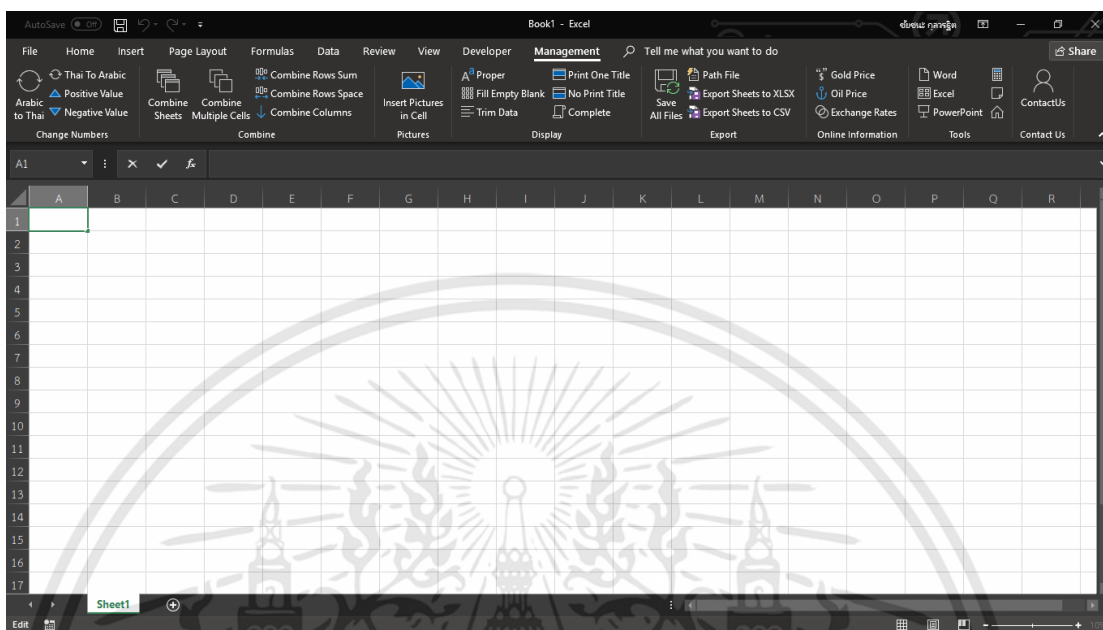 AutoSave Off Book1 - Excel ชัยชนะ กุลวรฐิต
File Home Insert Page Layout Formulas Data Review View Developer Management Tell me what you want to do Share
Arabic to Thai
Thai To Arabic
Positive Value
Negative Value
Change Numbers
Combine Sheets
Combine Multiple Cells
Combine Rows Sum
Combine Rows Space
Combine Columns
Combine
Insert Pictures in Cell
Pictures
Proper
Fill Empty Blank
Trim Data
Print One Title
No Print Title
Complete
Display
Save All Files
Path File
Export Sheets to XLSX
Export Sheets to CSV
Export
Gold Price
Oil Price
Exchange Rates
Online Information
Word
Excel
PowerPoint
Tools
ContactUs
Contact Us
A1 fx
A B C D E F G H I J K L M N O P Q R
1
2
3
4
5
6
7
8
9
10
11
12
13
14
15
16
17
Sheet1
Edit